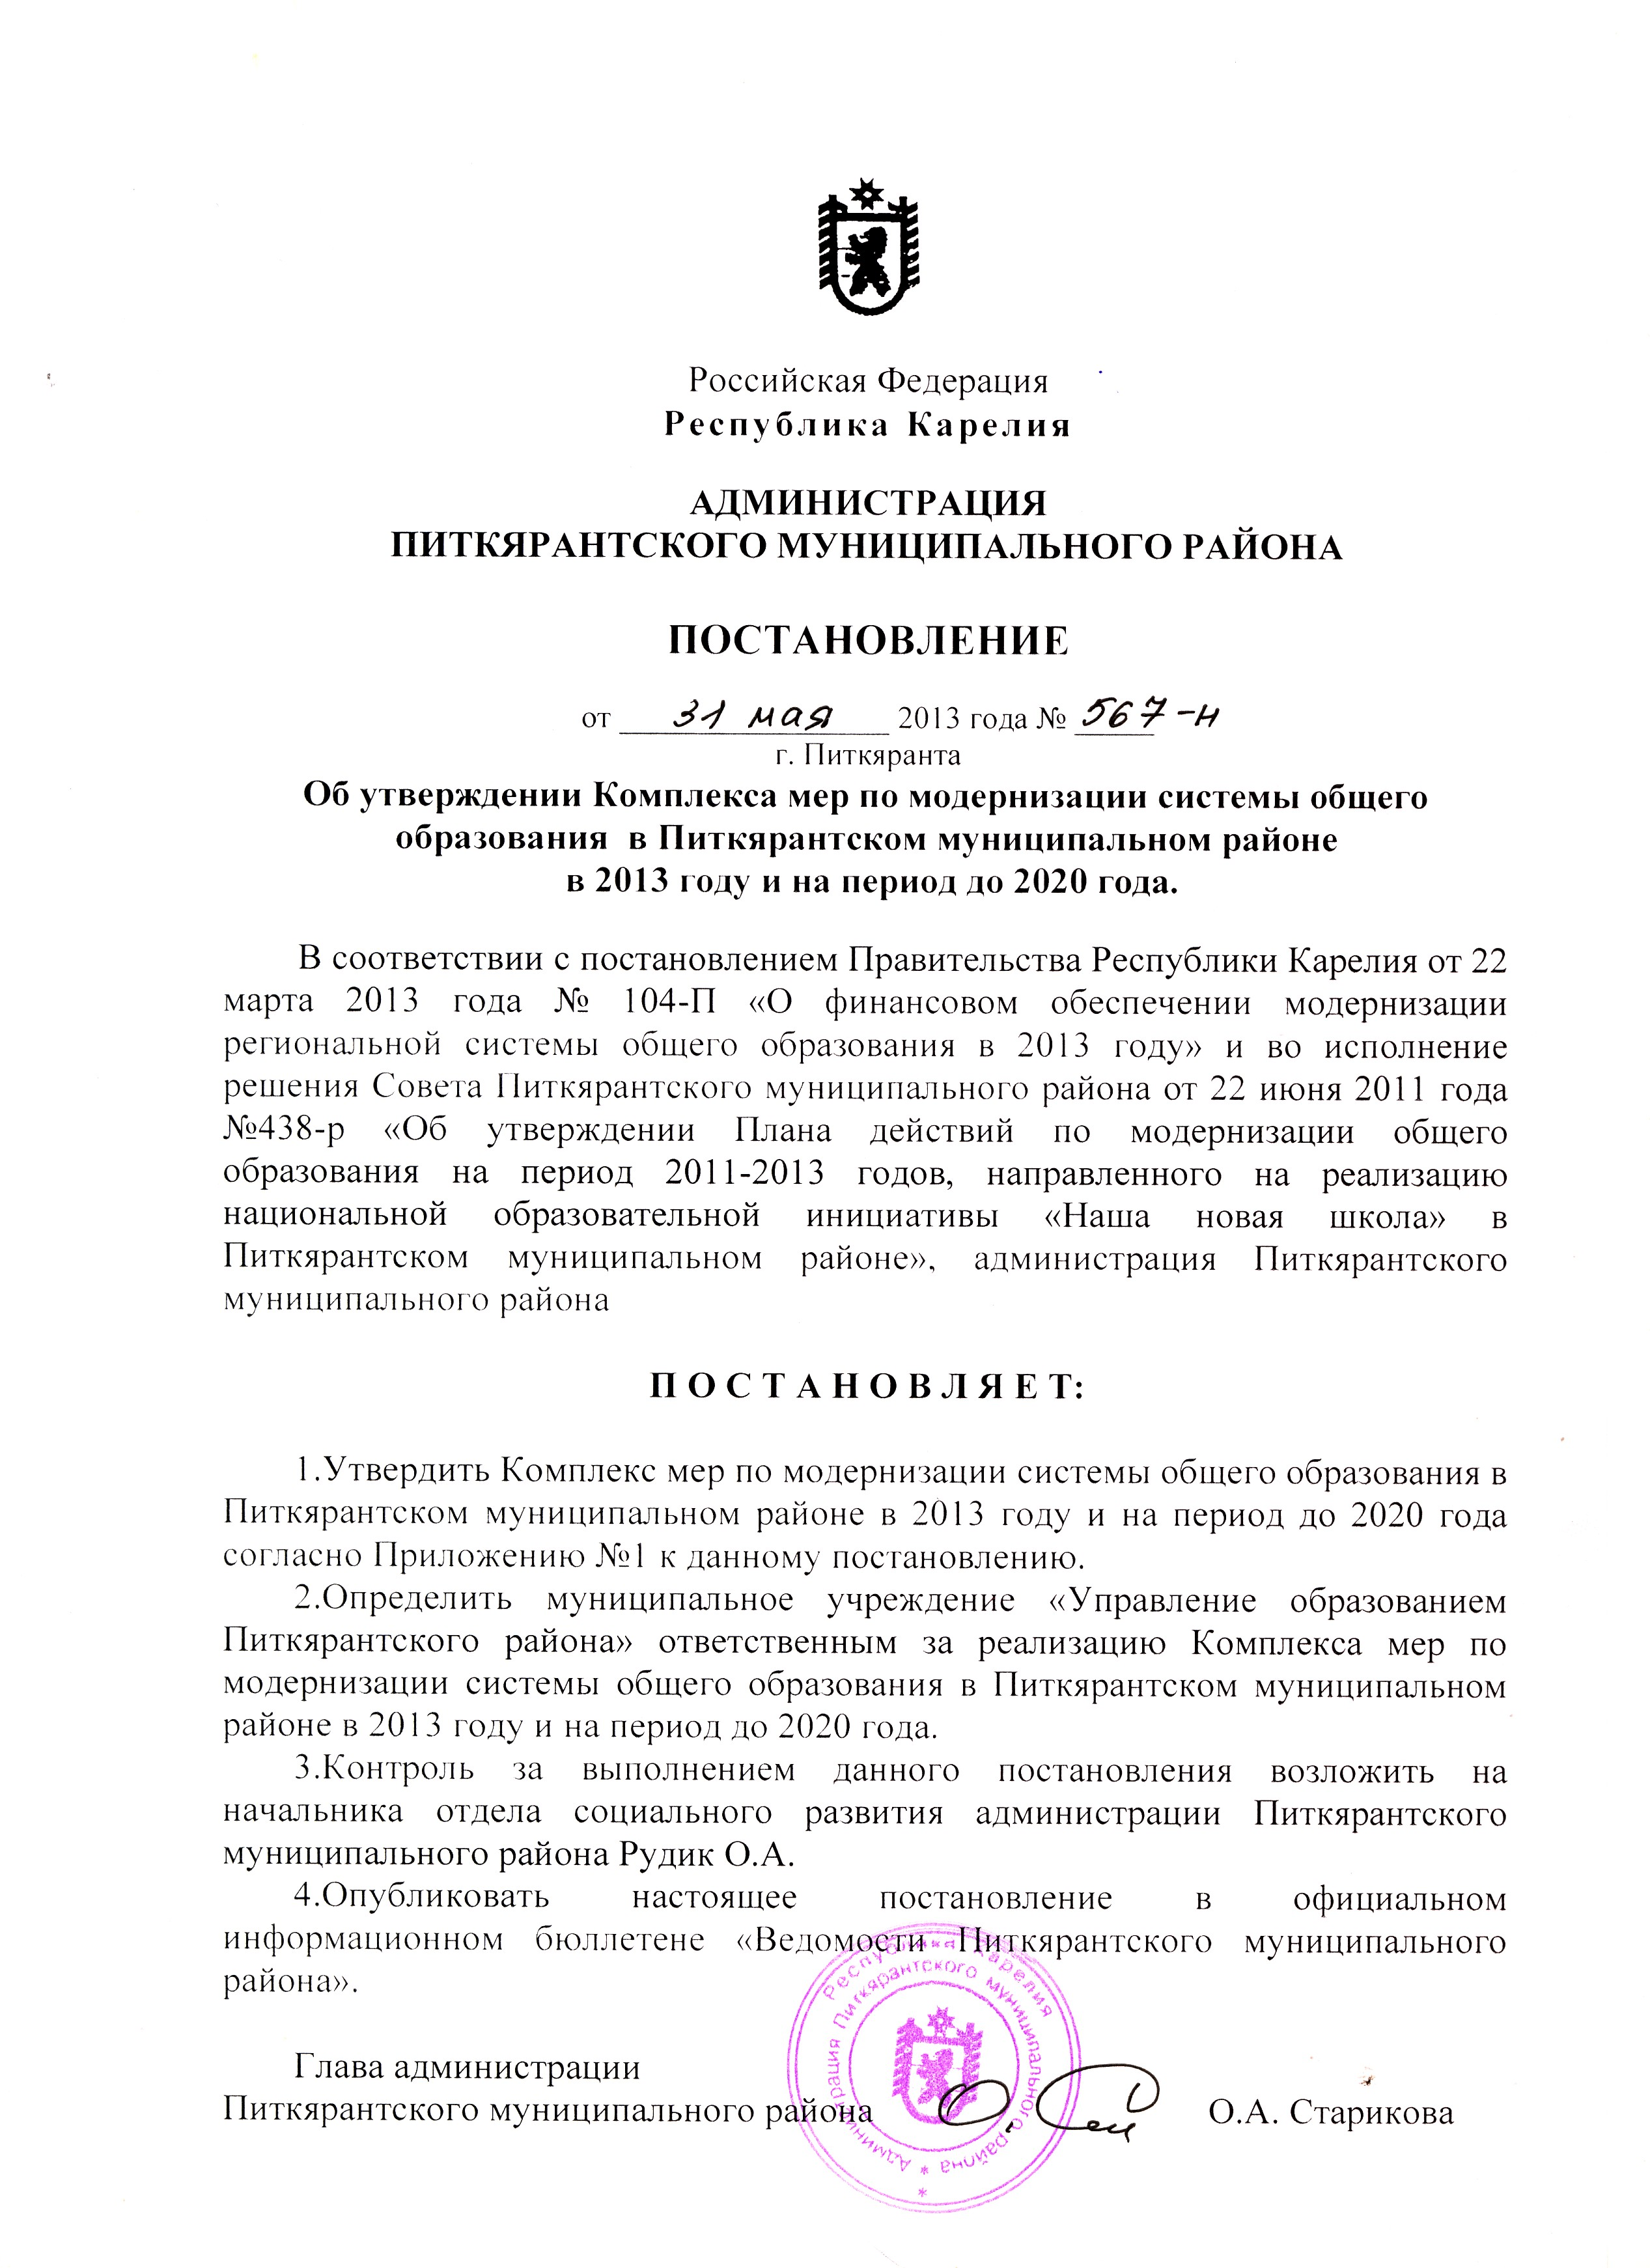 Российская Федерация
Республика Карелия
АДМИНИСТРАЦИЯ
ПИТКЯРАНТСКОГО МУНИЦИПАЛЬНОГО РАЙОНА
ПОСТАНОВЛЕНИЕ
от 31 мая 2013 года № 567-н
г. Питкяранта
Об утверждении Комплекса мер по модернизации системы общего
образования в Питкярантском муниципальном районе
в 2013 году и на период до 2020 года.
В соответствии с постановлением Правительства Республики Карелия от 22
марта 2013 года № 104-П «О финансовом обеспечении модернизации
региональной системы общего образования в 2013 году» и во исполнение
решения Совета Питкярантского муниципального района от 22 июня 2011 года
№438-р «Об утверждении Плана действий по модернизации общего
образования на период 2011-2013 годов, направленного на реализацию
национальной образовательной инициативы «Наша новая школа» в
Питкярантском муниципальном районе», администрация Питкярантского
муниципального района
П О С Т А Н О В Л Я Е Т:
1.Утвердить Комплекс мер по модернизации системы общего образования в
Питкярантском муниципальном районе в 2013 году и на период до 2020 года
согласно Приложению №1 к данному постановлению.
2.Определить муниципальное учреждение «Управление образованием
Питкярантского района» ответственным за реализацию Комплекса мер по
модернизации системы общего образования в Питкярантском муниципальном
районе в 2013 году и на период до 2020 года.
3.Контроль за выполнением данного постановления возложить на
начальника отдела социального развития администрации Питкярантского
муниципального района Рудик О.А.
4.Опубликовать настоящее постановление в официальном
информационном бюллетене «Ведомости Питкярантского муниципального
района».
Республика Карелия *
Администрация Питкярантского муниципального района *
Глава администрации
Питкярантского муниципального района О.А. Старикова